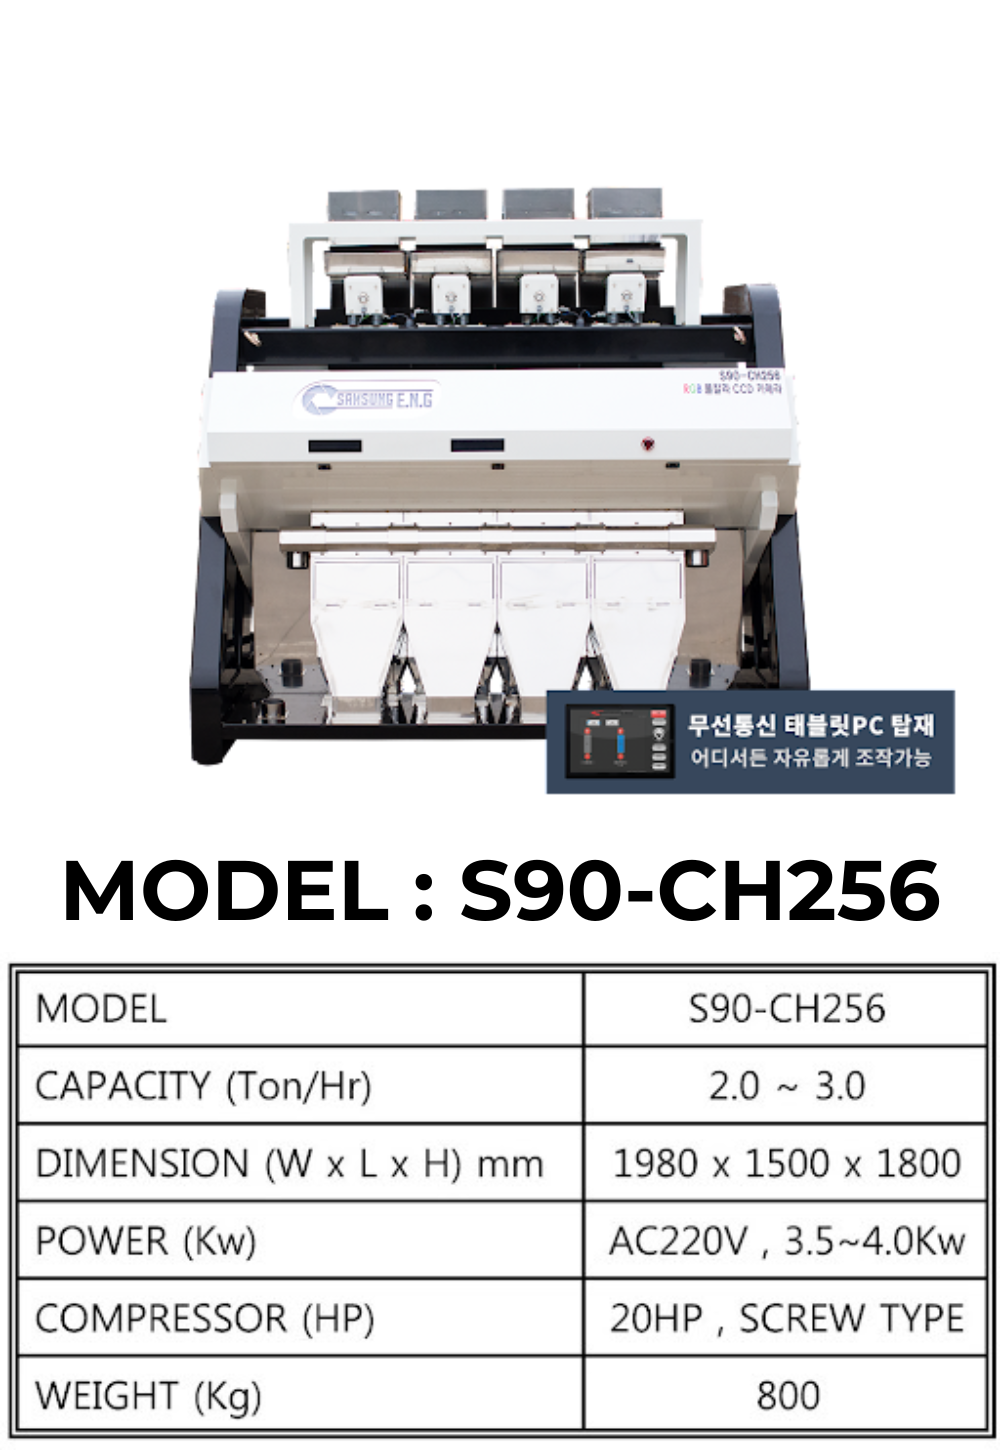 S90-CH256
RGB 풀칼라 CCD 카메라
SAMSUNG E.N.G
무선통신 태블릿PC 탑재
어디서든 자유롭게 조작가능
MODEL : S90-CH256
MODEL S90-CH256
CAPACITY (Ton/Hr) 2.0 ~ 3.0
DIMENSION (W x L x H) mm 1980 x 1500 x 1800
POWER (Kw) AC220V , 3.5~4.0Kw
COMPRESSOR (HP) 20HP , SCREW TYPE
WEIGHT (Kg) 800